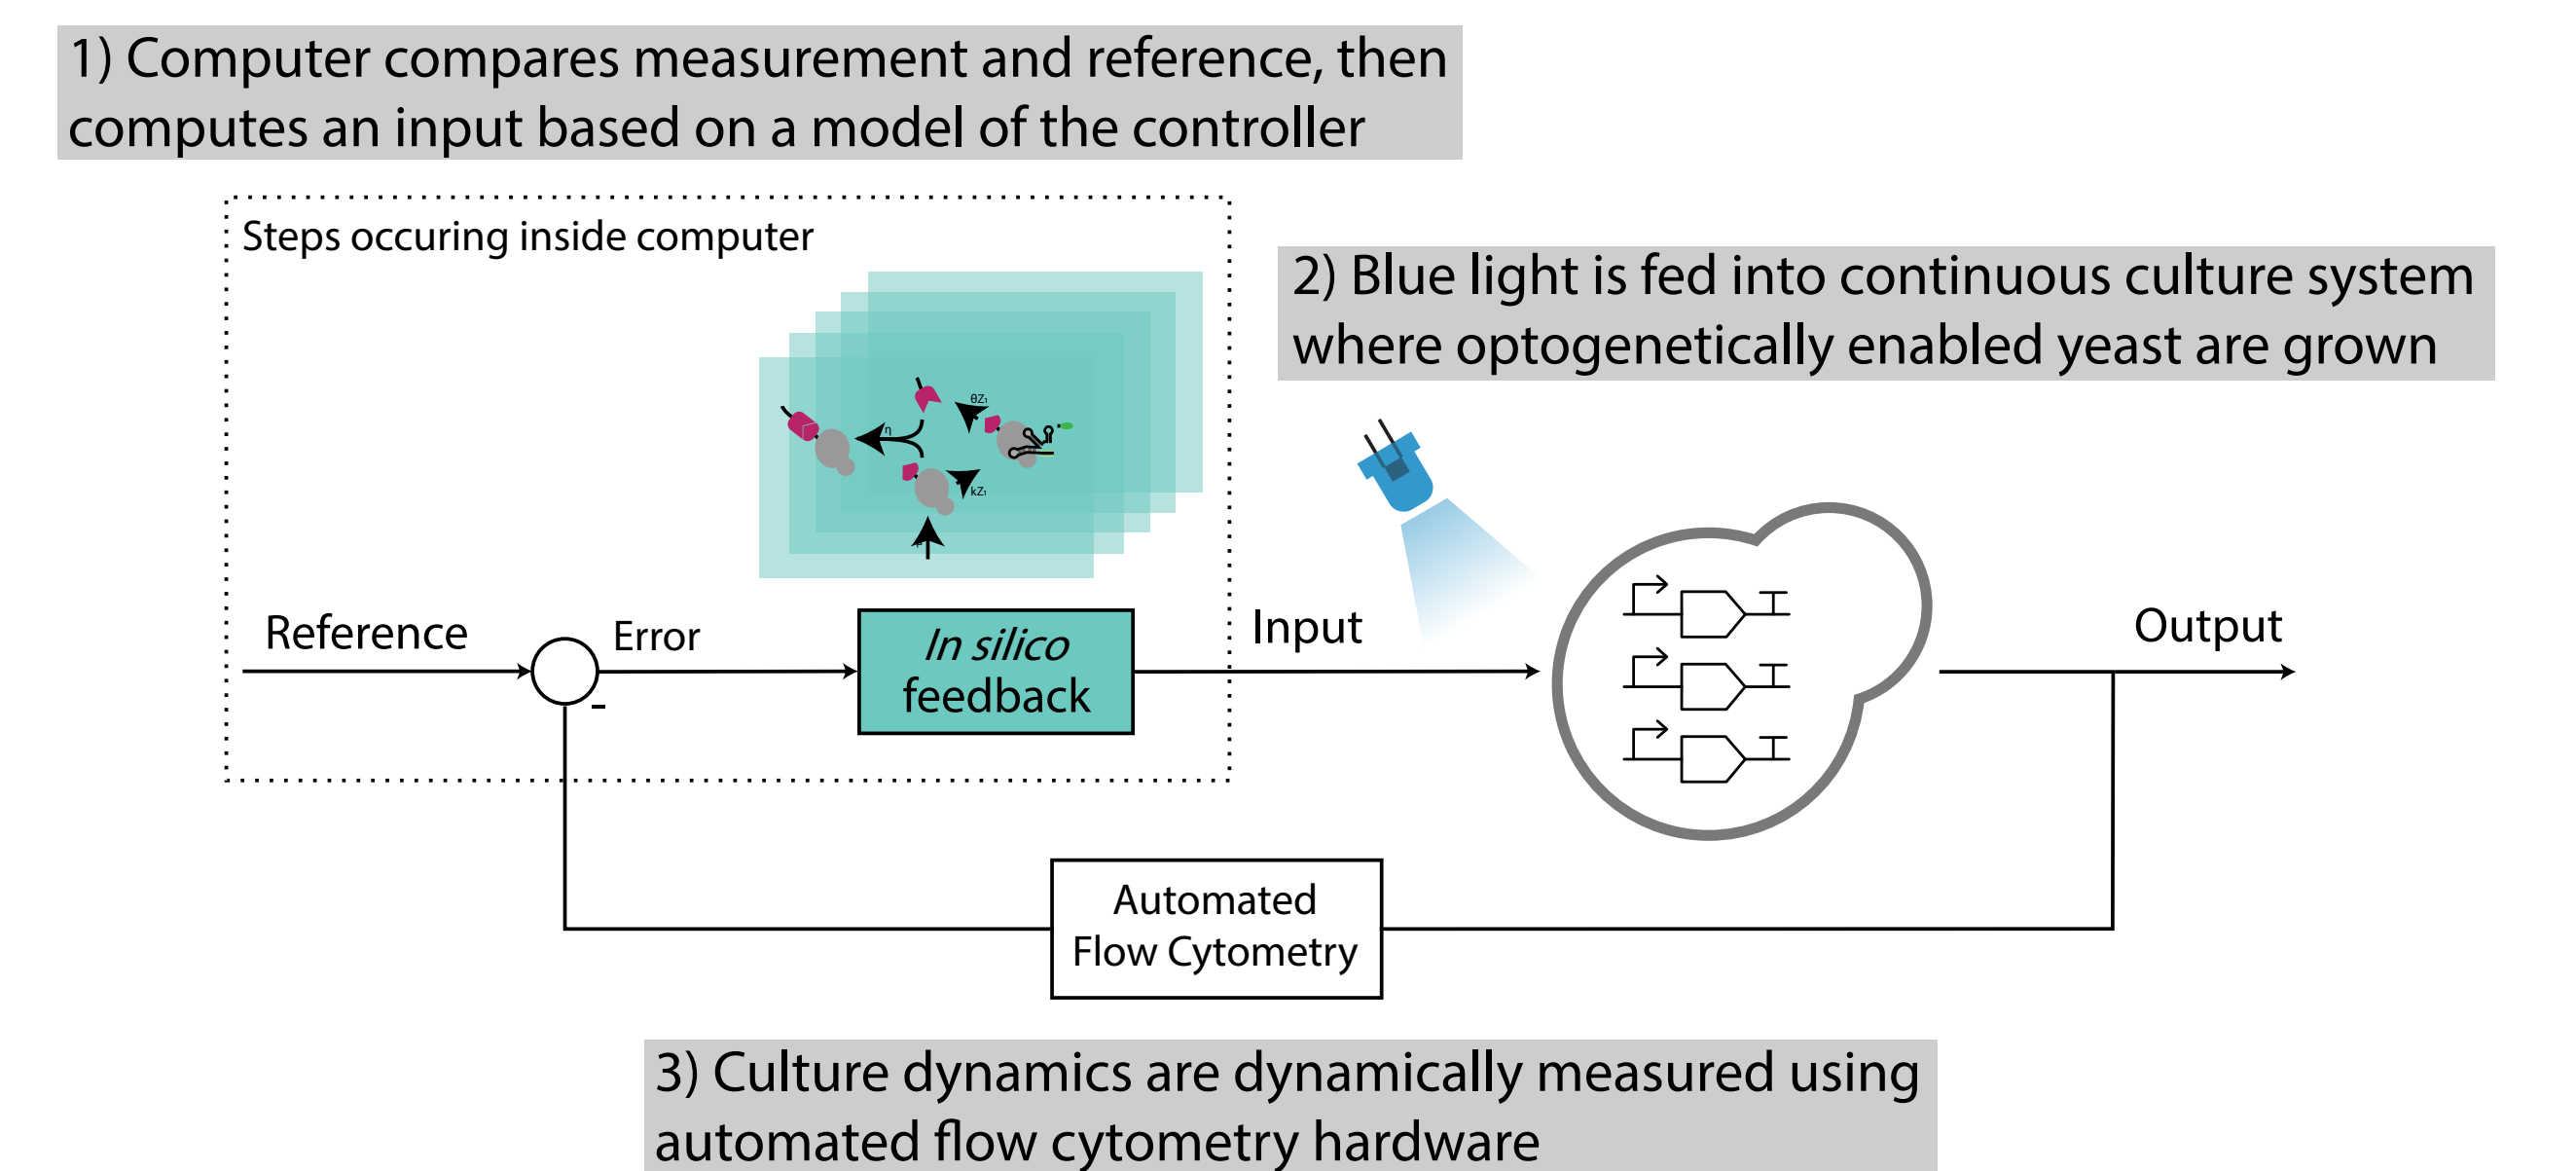 1) Computer compares measurement and reference, then
computes an input based on a model of the controller
Steps occuring inside computer
2) Blue light is fed into continuous culture system
where optogenetically enabled yeast are grown
θZ₁
η
kZ₁
Reference
Error
In silico
feedback
Input
Output
-
Automated
Flow Cytometry
3) Culture dynamics are dynamically measured using
automated flow cytometry hardware